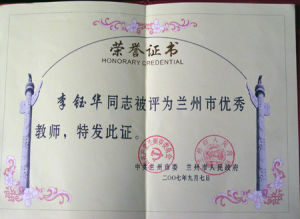 荣誉证书
HONORARY CREDENTIAL
李钰华同志被评为兰州市优秀
教师，特发此证。
中共兰州市委 兰州市人民政府
二〇〇七年九月七日